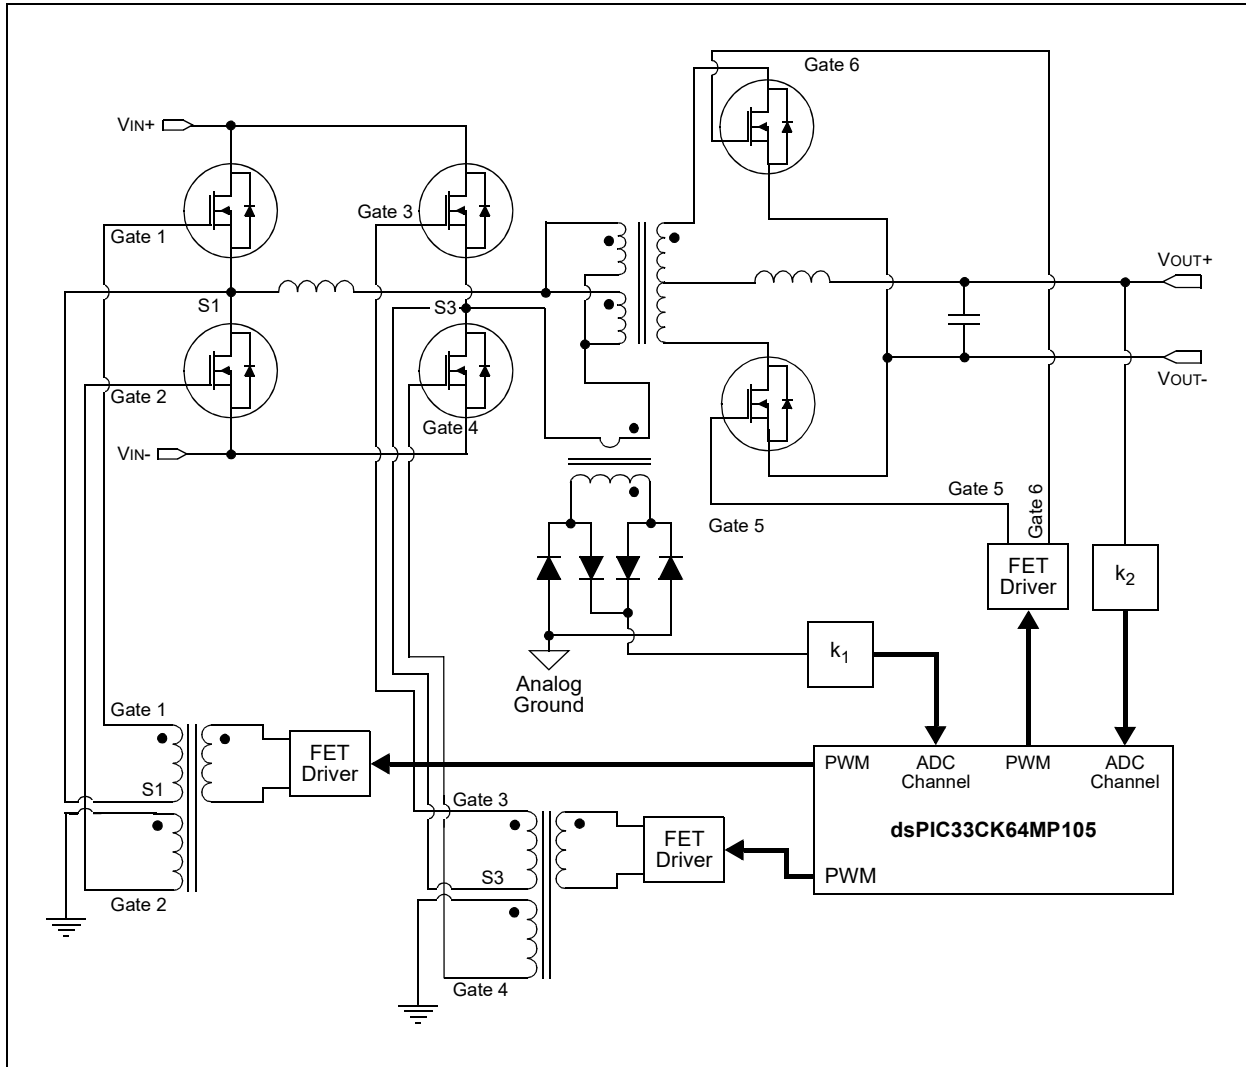 Gate 6
VIN+
Gate 3
Gate 1
VOUT+
S1
S3
VOUT-
Gate 2
Gate 4
VIN-
Gate 5
Gate 6
Gate 5
FET
Driver
k2
k1
Analog
Ground
Gate 1
FET
Driver
PWM
ADC
Channel
PWM
ADC
Channel
S1
Gate 3
dsPIC33CK64MP105
FET
Driver
S3
PWM
Gate 2
Gate 4